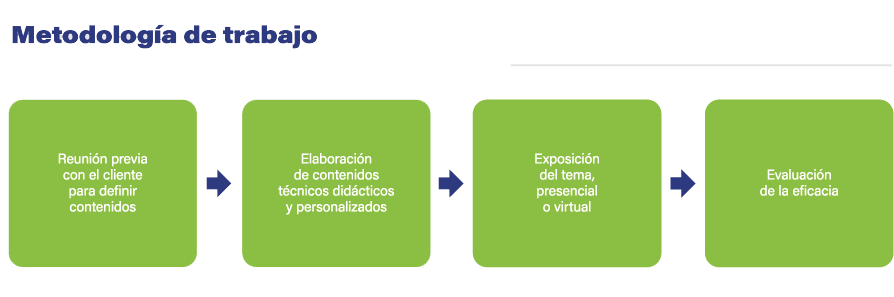 Metodología de trabajo
Reunión previa
con el cliente
para definir
contenidos
Elaboración
de contenidos
técnicos didácticos
y personalizados
Exposición
del tema,
presencial
o virtual
Evaluación
de la eficacia